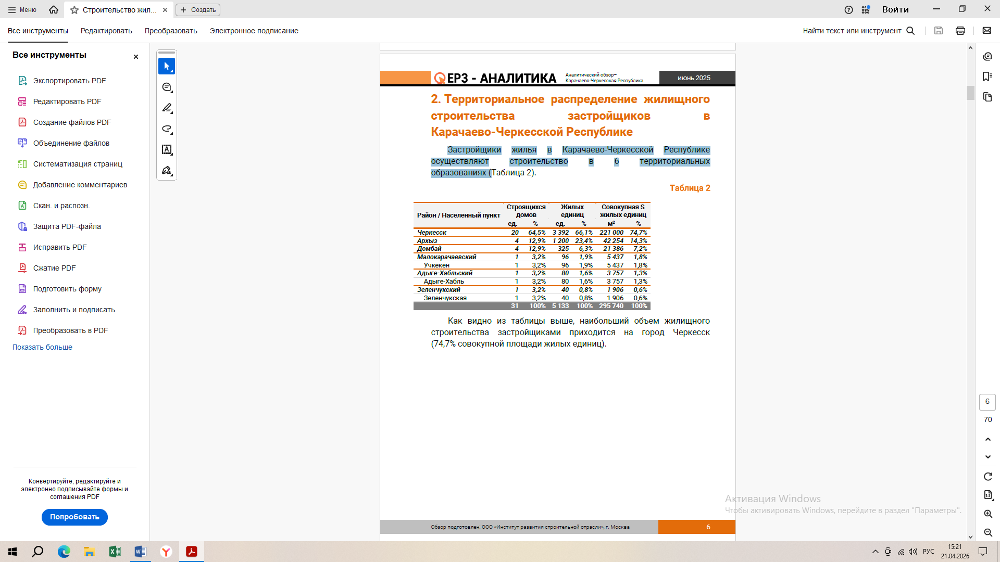 Меню
Строительство жил...
Создать
Войти
Все инструменты
Редактировать
Преобразовать
Электронное подписание
Найти текст или инструмент
Все инструменты
Экспортировать PDF
Редактировать PDF
Создание файлов PDF
Объединение файлов
Систематизация страниц
Добавление комментариев
Скан. и распозн.
Защита PDF-файла
Исправить PDF
Сжатие PDF
Подготовить форму
Заполнить и подписать
Преобразовать в PDF
Показать больше
Конвертируйте, редактируйте и
электронно подписывайте формы и
соглашения PDF
Попробовать
ЕРЗ - АНАЛИТИКА
Аналитический обзор–
Карачаево-Черкесская Республика
июнь 2025
2. Территориальное распределение жилищного
строительства застройщиков в
Карачаево-Черкесской Республике
Застройщики жилья в Карачаево-Черкесской Республике
осуществляют строительство в 6 территориальных
образованиях (Таблица 2).
Таблица 2
Район / Населенный пункт Строящихся домов Жилых единиц Совокупная S жилых единиц
ед. % ед. % м² %
Черкесск 20 64,5% 3 392 66,1% 221 000 74,7%
Архыз 4 12,9% 1 200 23,4% 42 254 14,3%
Домбай 4 12,9% 325 6,3% 21 386 7,2%
Малокарачаевский 1 3,2% 96 1,9% 5 437 1,8%
Учкекен 1 3,2% 96 1,9% 5 437 1,8%
Адыге-Хабльский 1 3,2% 80 1,6% 3 757 1,3%
Адыге-Хабль 1 3,2% 80 1,6% 3 757 1,3%
Зеленчукский 1 3,2% 40 0,8% 1 906 0,6%
Зеленчукская 1 3,2% 40 0,8% 1 906 0,6%
31 100% 5 133 100% 295 740 100%
Как видно из таблицы выше, наибольший объем жилищного
строительства застройщиками приходится на город Черкесск
(74,7% совокупной площади жилых единиц).
Обзор подготовлен: ООО «Институт развития строительной отрасли», г. Москва
6
6
70
1:1
Активация Windows
Чтобы активировать Windows, перейдите в раздел "Параметры".
РУС
15:21
21.04.2026